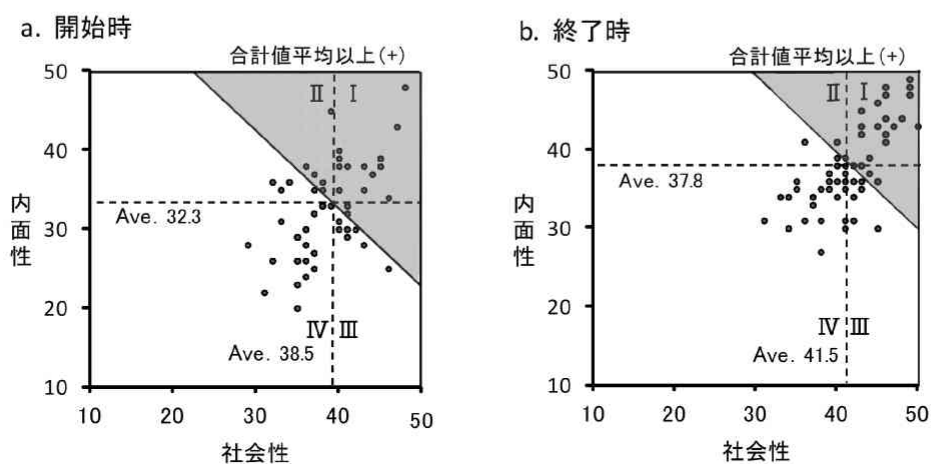 a. 開始時
合計値平均以上(+)
50
40
30
20
10
内面性
Ⅱ Ⅰ
Ave. 32.3
Ⅳ Ⅲ
Ave. 38.5
10 20 30 40 50
社会性
b. 終了時
合計値平均以上(+)
50
40
30
20
10
内面性
Ⅱ Ⅰ
Ave. 37.8
Ⅳ Ⅲ
Ave. 41.5
10 20 30 40 50
社会性